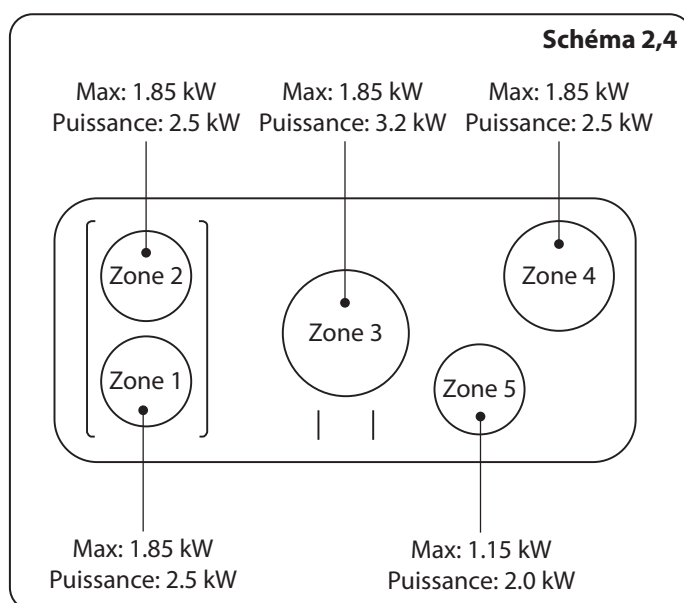 Schéma 2,4
Max: 1.85 kW
Puissance: 2.5 kW
Max: 1.85 kW
Puissance: 3.2 kW
Max: 1.85 kW
Puissance: 2.5 kW
Zone 2
Zone 4
Zone 3
Zone 1
Zone 5
Max: 1.85 kW
Puissance: 2.5 kW
Max: 1.15 kW
Puissance: 2.0 kW